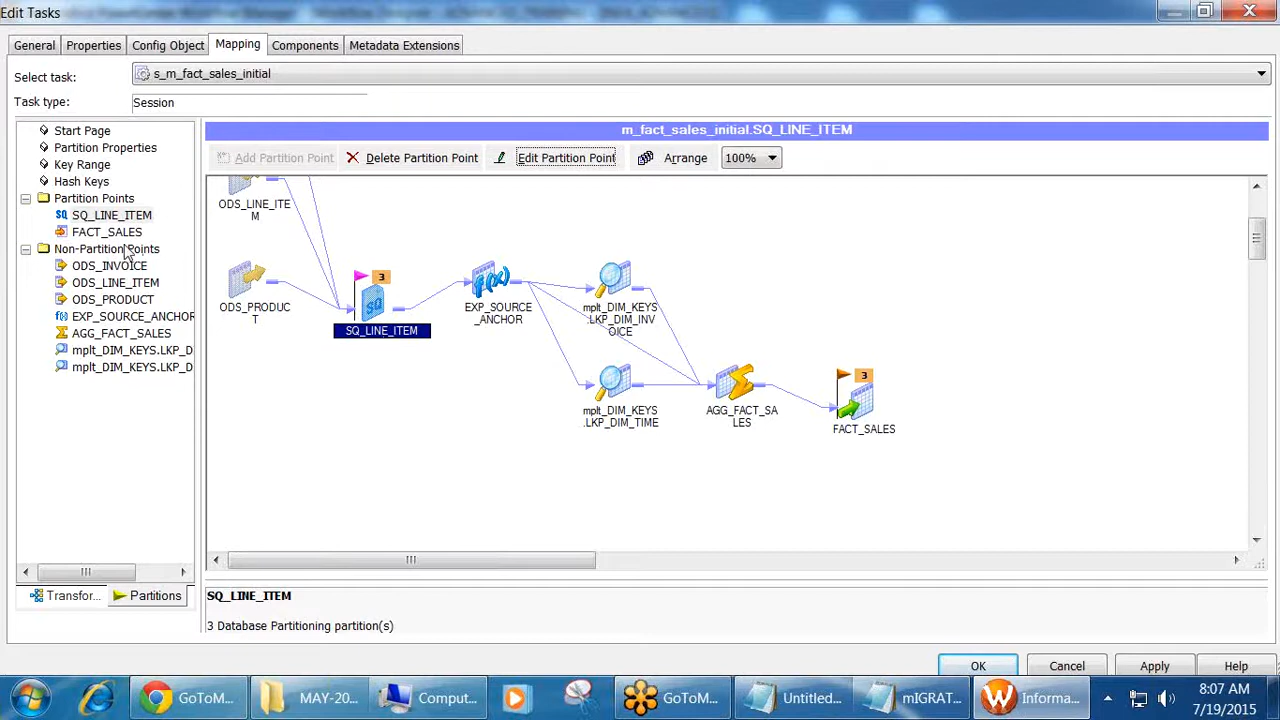 Edit Tasks
General Properties Config Object Mapping Components Metadata Extensions
Select task: s_m_fact_sales_initial
Task type: Session
Start Page
Partition Properties
Key Range
Hash Keys
Partition Points
SQ_LINE_ITEM
FACT_SALES
Non-Partition Points
ODS_INVOICE
ODS_LINE_ITEM
ODS_PRODUCT
EXP_SOURCE_ANCHOR
AGG_FACT_SALES
mplt_DIM_KEYS.LKP_D
mplt_DIM_KEYS.LKP_D
Transfor... Partitions
m_fact_sales_initial.SQ_LINE_ITEM
Add Partition Point Delete Partition Point Edit Partition Point Arrange 100%
ODS_LINE_ITE
M
ODS_PRODUC
T
3
SQ_LINE_ITEM
EXP_SOURCE
_ANCHOR
mplt_DIM_KEYS
.LKP_DIM_INV
OICE
mplt_DIM_KEYS
.LKP_DIM_TIME
AGG_FACT_SA
LES
3
FACT_SALES
SQ_LINE_ITEM
3 Database Partitioning partition(s)
OK Cancel Apply Help
GoToM... MAY-20... Comput... GoToM... Untitled... mIGRAT... Informa...
8:07 AM
7/19/2015